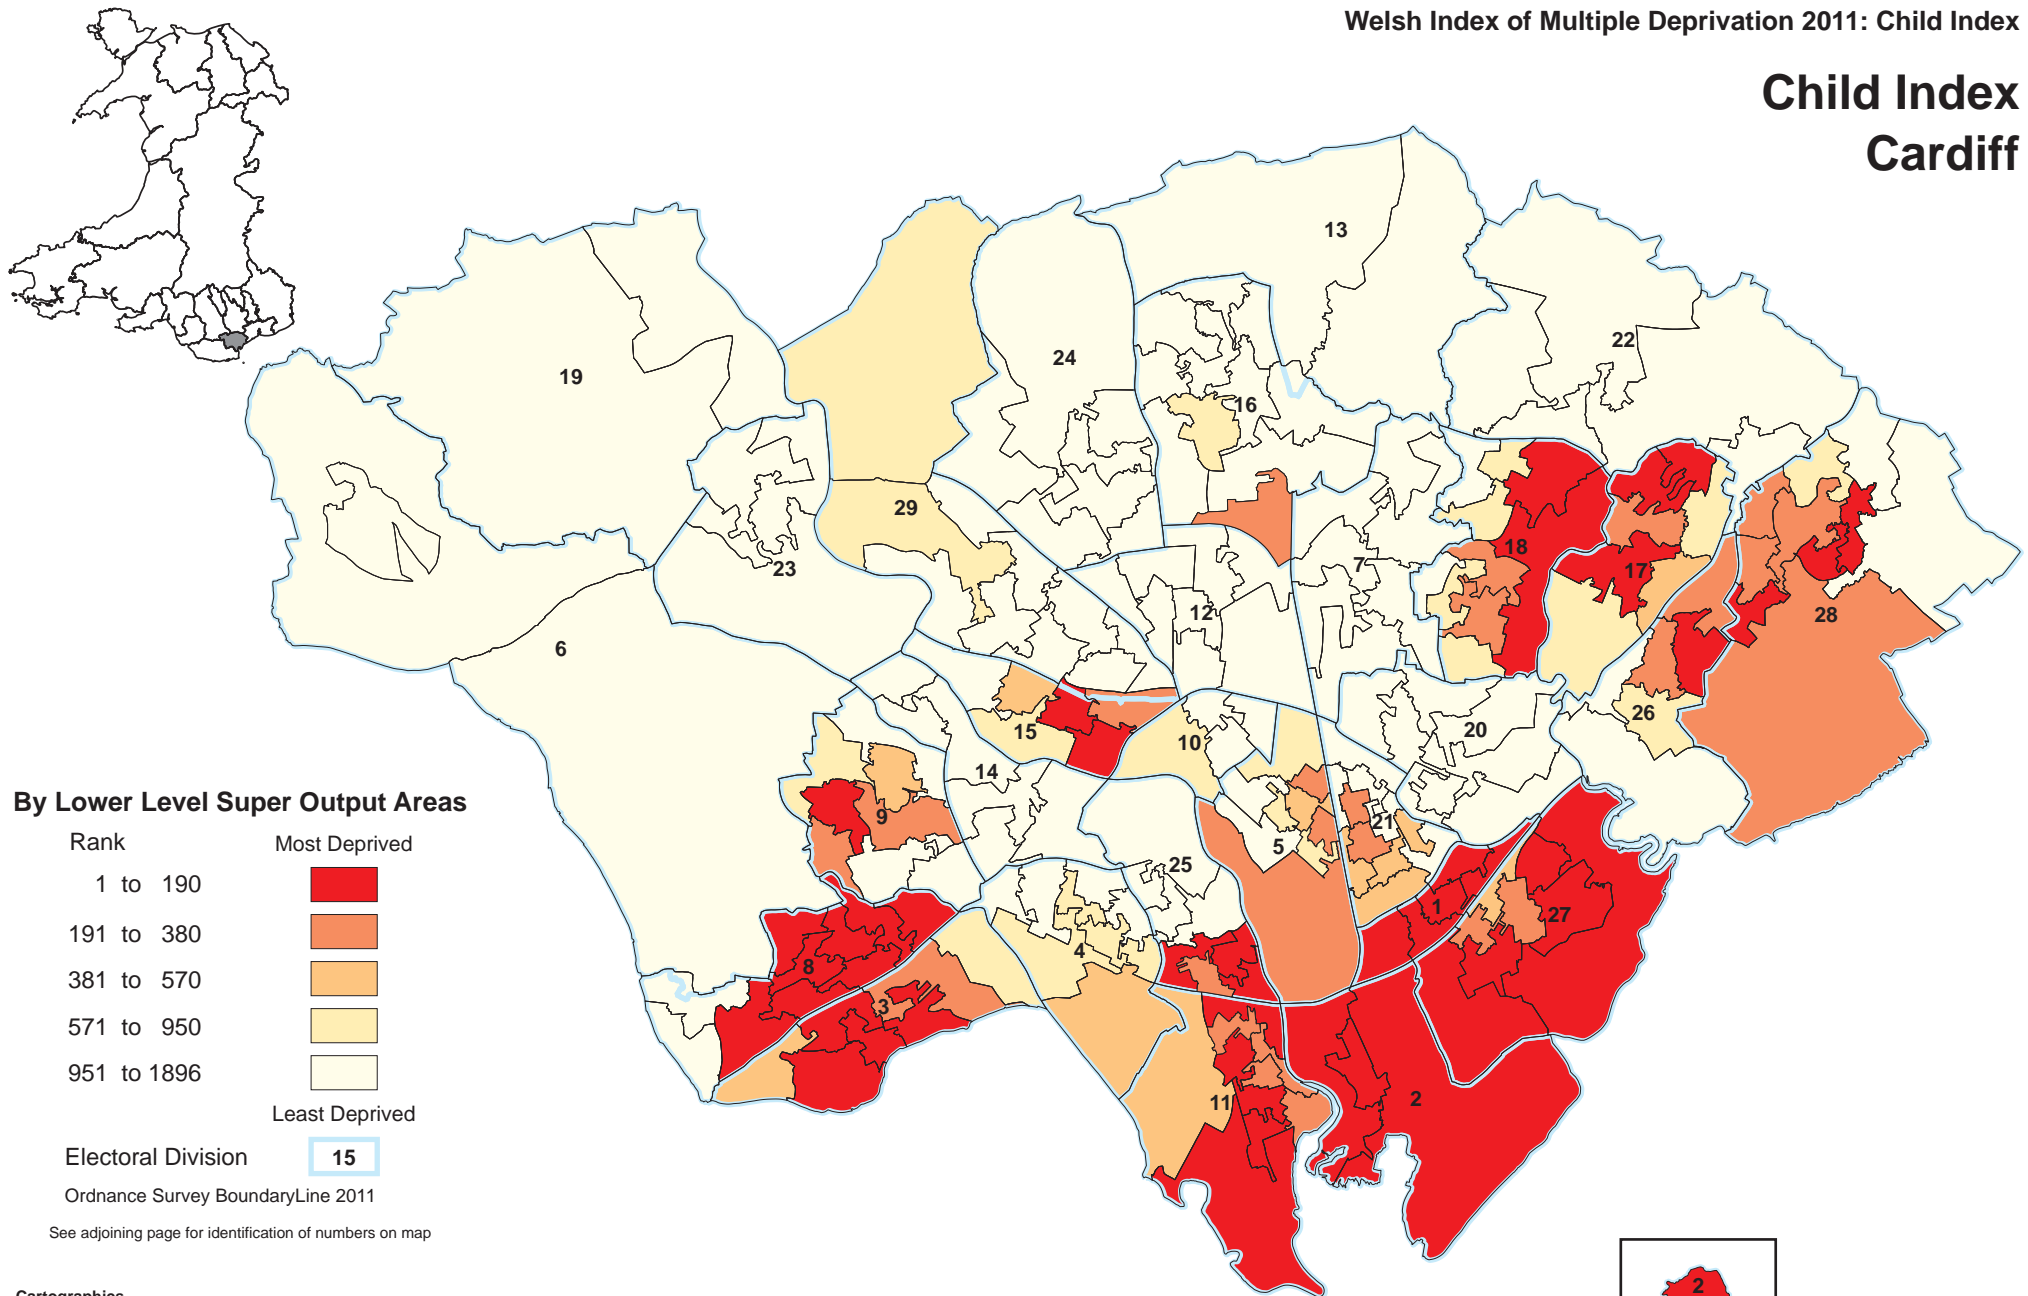 Welsh Index of Multiple Deprivation 2011: Child Index
Child Index
Cardiff
13
22
24
19
16
29
18
7
17
23
12
28
6
26
15
10
20
14
9
21
5
25
1
27
4
8
3
11
2
By Lower Level Super Output Areas
Rank
Most Deprived
1 to 190
191 to 380
381 to 570
571 to 950
951 to 1896
Least Deprived
Electoral Division 15
Ordnance Survey BoundaryLine 2011
See adjoining page for identification of numbers on map
2
Cartographics